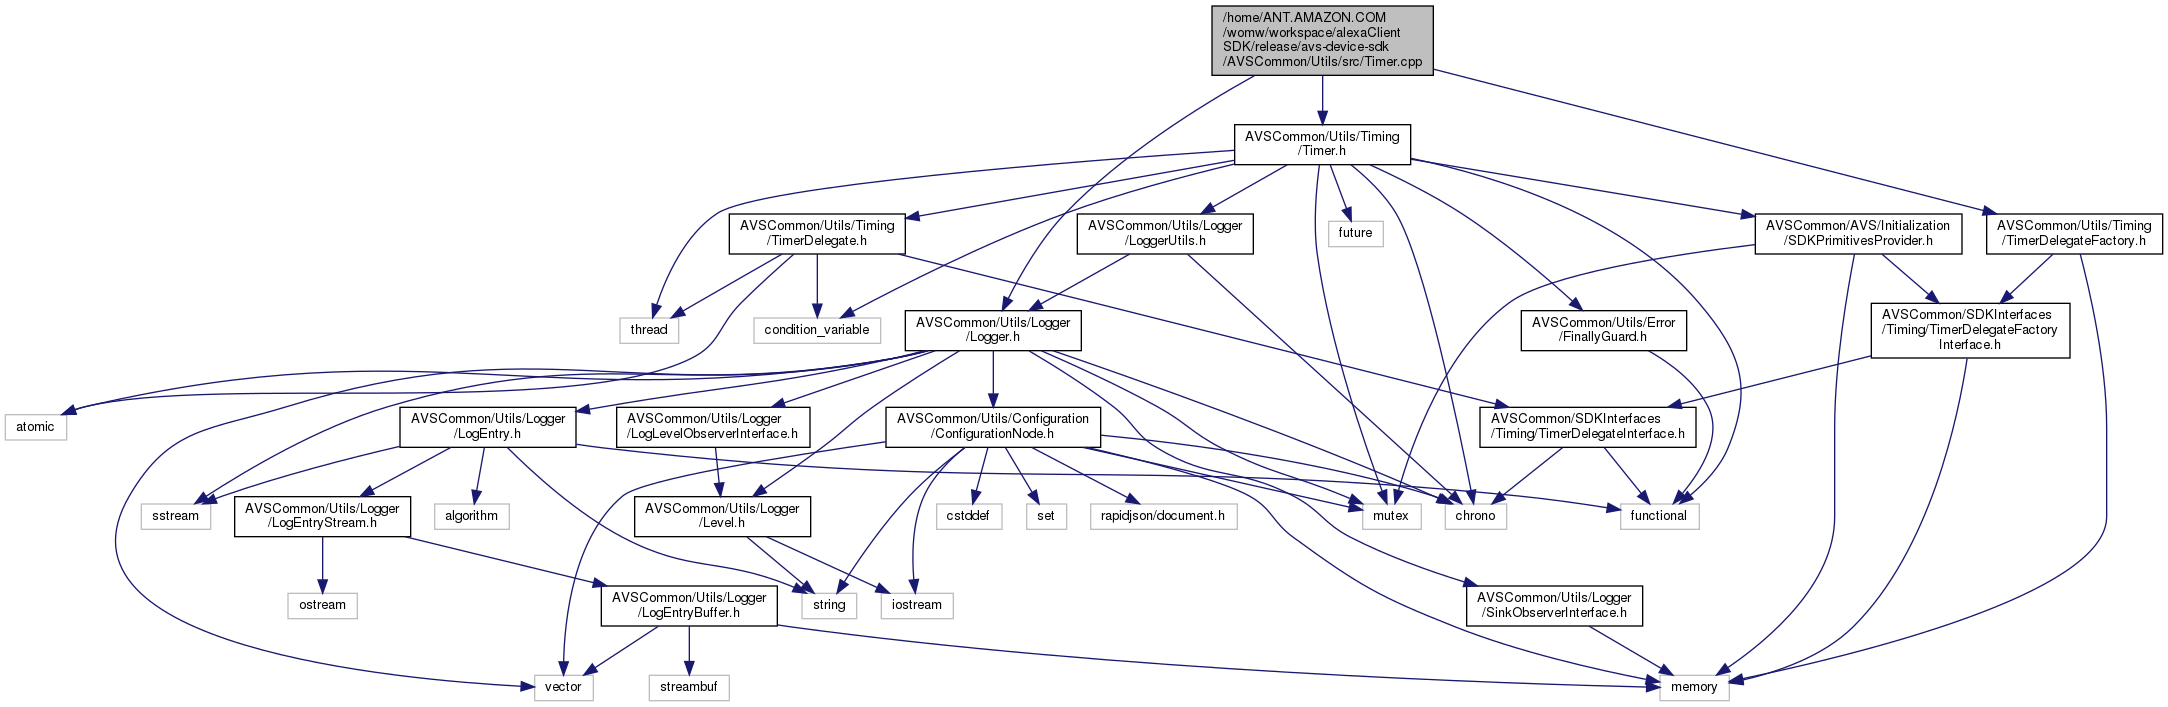 /home/ANT.AMAZON.COM
/womw/workspace/alexaClient
SDK/release/avs-device-sdk
/AVSCommon/Utils/src/Timer.cpp
AVSCommon/Utils/Timing
/Timer.h
AVSCommon/Utils/Timing
/TimerDelegate.h
AVSCommon/Utils/Logger
/LoggerUtils.h
future
AVSCommon/AVS/Initialization
/SDKPrimitivesProvider.h
AVSCommon/Utils/Timing
/TimerDelegateFactory.h
thread
condition_variable
AVSCommon/Utils/Logger
/Logger.h
AVSCommon/Utils/Error
/FinallyGuard.h
AVSCommon/SDKInterfaces
/Timing/TimerDelegateFactory
Interface.h
atomic
AVSCommon/Utils/Logger
/LogEntry.h
AVSCommon/Utils/Logger
/LogLevelObserverInterface.h
AVSCommon/Utils/Configuration
/ConfigurationNode.h
AVSCommon/SDKInterfaces
/Timing/TimerDelegateInterface.h
sstream
AVSCommon/Utils/Logger
/LogEntryStream.h
algorithm
AVSCommon/Utils/Logger
/Level.h
cstddef
set
rapidjson/document.h
mutex
chrono
functional
ostream
AVSCommon/Utils/Logger
/LogEntryBuffer.h
string
iostream
AVSCommon/Utils/Logger
/SinkObserverInterface.h
vector
streambuf
memory